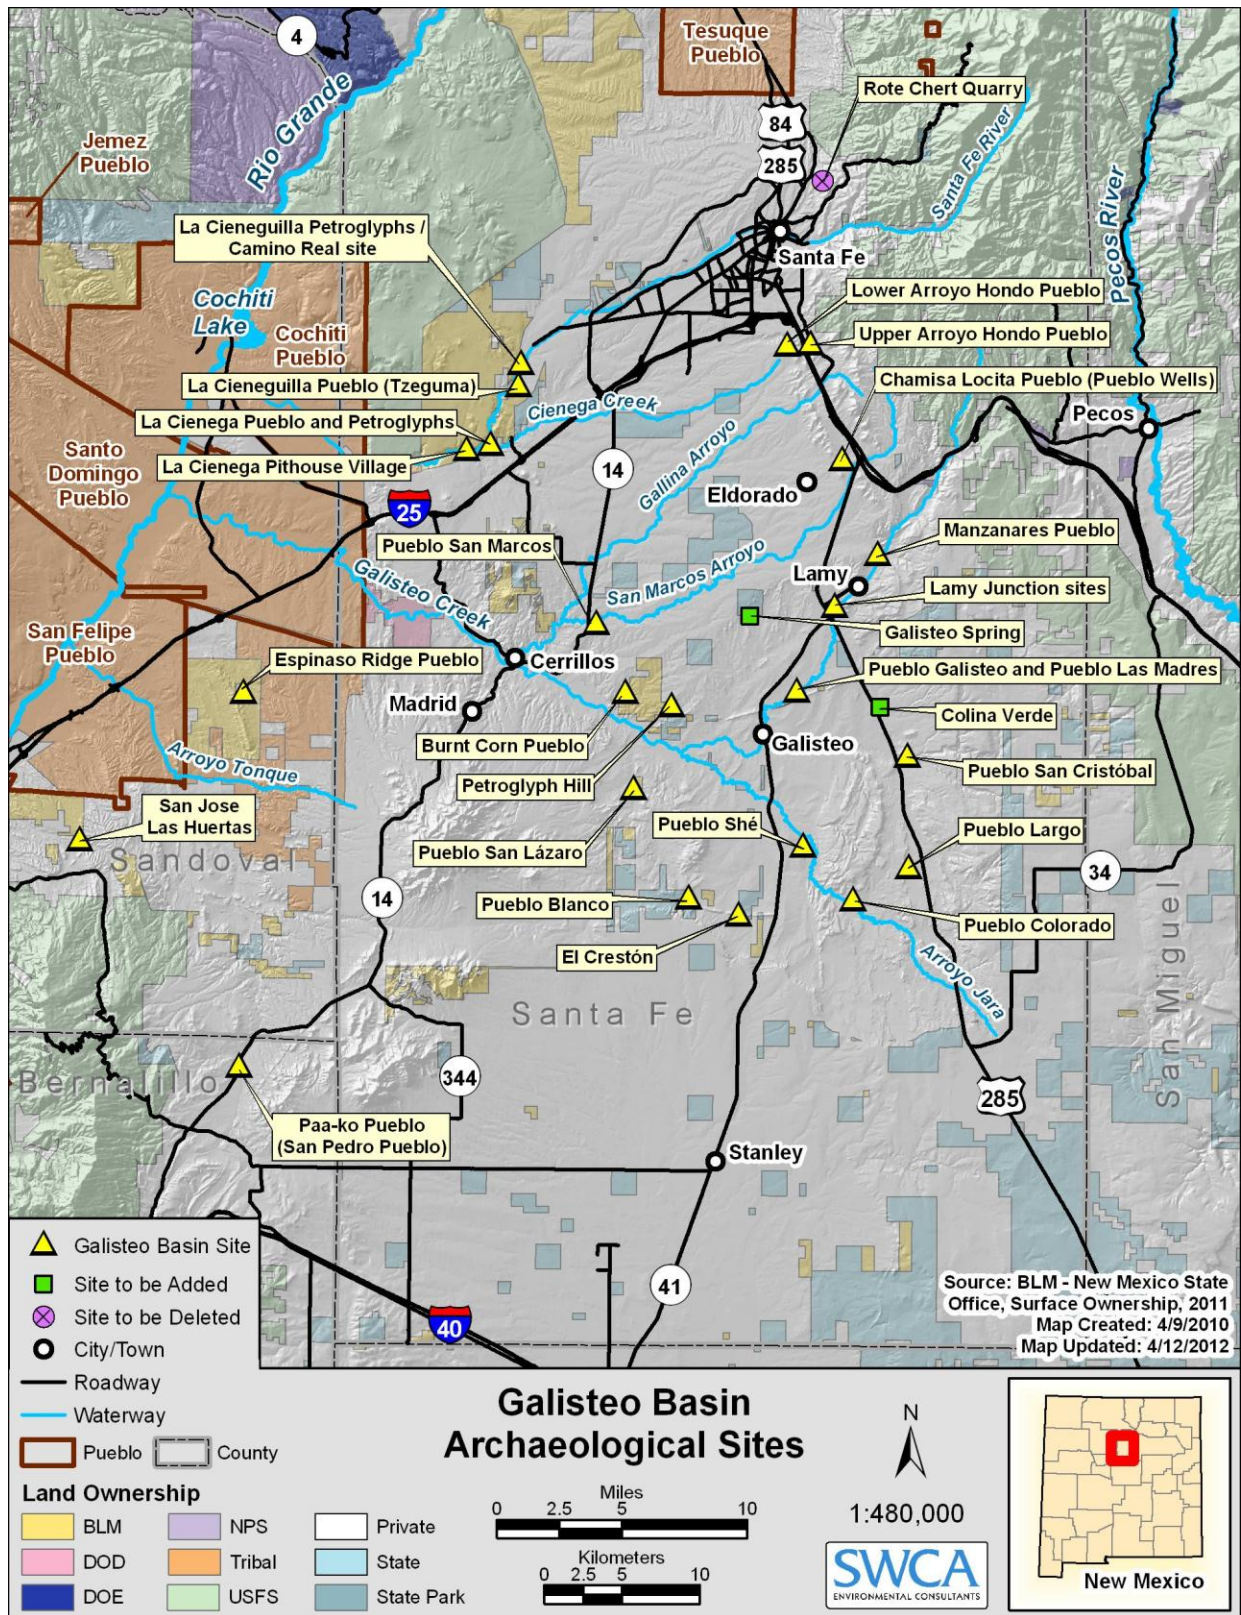 4
Tesuque
Pueblo
Rio Grande
Rote Chert Quarry
84
285
Jemez
Pueblo
Santa Fe River
Pecos River
La Cieneguilla Petroglyphs /
Camino Real site
Santa Fe
Cochiti
Lake
Cochiti
Pueblo
Lower Arroyo Hondo Pueblo
Upper Arroyo Hondo Pueblo
La Cieneguilla Pueblo (Tzeguma)
Chamisa Locita Pueblo (Pueblo Wells)
Cienega Creek
Pecos
La Cienega Pueblo and Petroglyphs
Santo
Domingo
Pueblo
La Cienega Pithouse Village
14
Gallina Arroyo
Eldorado
25
Pueblo San Marcos
Manzanares Pueblo
Galisteo Creek
San Marcos Arroyo
Lamy
Lamy Junction sites
San Felipe
Pueblo
Galisteo Spring
Espinaso Ridge Pueblo
Cerrillos
Pueblo Galisteo and Pueblo Las Madres
Madrid
Colina Verde
Burnt Corn Pueblo
Galisteo
Arroyo Tonque
Petroglyph Hill
Pueblo San Cristóbal
San Jose
Las Huertas
Pueblo Shé
Pueblo Largo
Sandoval
Pueblo San Lázaro
34
14
Pueblo Blanco
Pueblo Colorado
El Crestón
Arroyo Jara
San Miguel
Santa Fe
Bernalillo
344
285
Paa-ko Pueblo
(San Pedro Pueblo)
Stanley
41
40
Galisteo Basin Site
Site to be Added
Site to be Deleted
City/Town
Roadway
Waterway
Pueblo
County
Source: BLM - New Mexico State
Office, Surface Ownership, 2011
Map Created: 4/9/2010
Map Updated: 4/12/2012
Land Ownership
BLM
NPS
Private
DOD
Tribal
State
DOE
USFS
State Park
Galisteo Basin
Archaeological Sites
Miles
0 2.5 5 10
Kilometers
0 2.5 5 10
N
1:480,000
SWCA
ENVIRONMENTAL CONSULTANTS
New Mexico